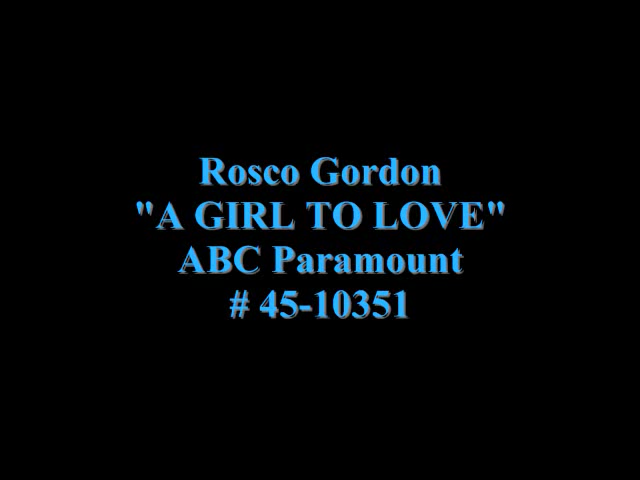 Rosco Gordon
"A GIRL TO LOVE"
ABC Paramount
# 45-10351